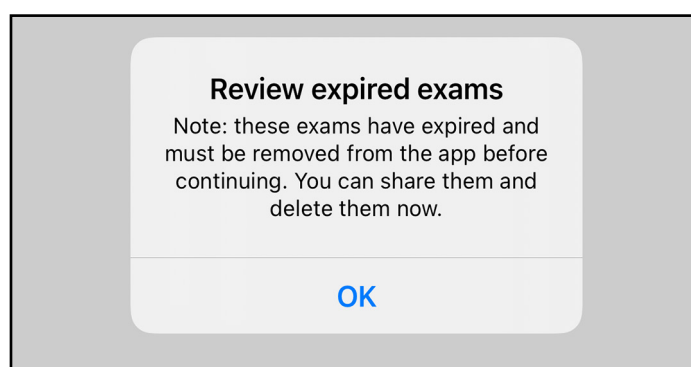 Review expired exams
Note: these exams have expired and
must be removed from the app before
continuing. You can share them and
delete them now.
OK